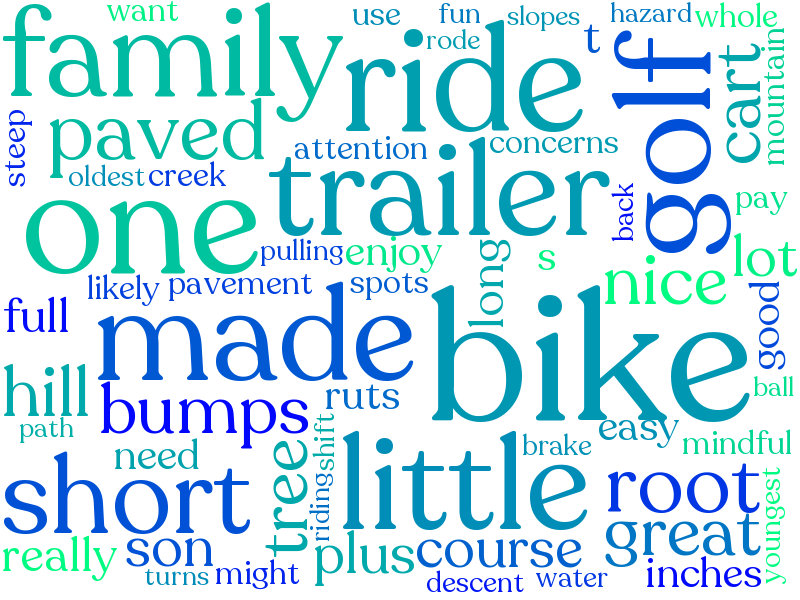 want
use
fun
slopes
hazard
whole
family
ride
rode
t
golf
cart
mountain
steep
paved
attention
concerns
oldest
creek
trailer
back
pay
one
pulling
enjoy
long
s
nice
lot
likely
pavement
spots
full
made
bike
good
hill
bumps
ruts
ball
path
need
tree
shift
little
brake
easy
mindful
short
riding
root
youngest
really
son
plus
course
great
turns
might
descent
water
inches